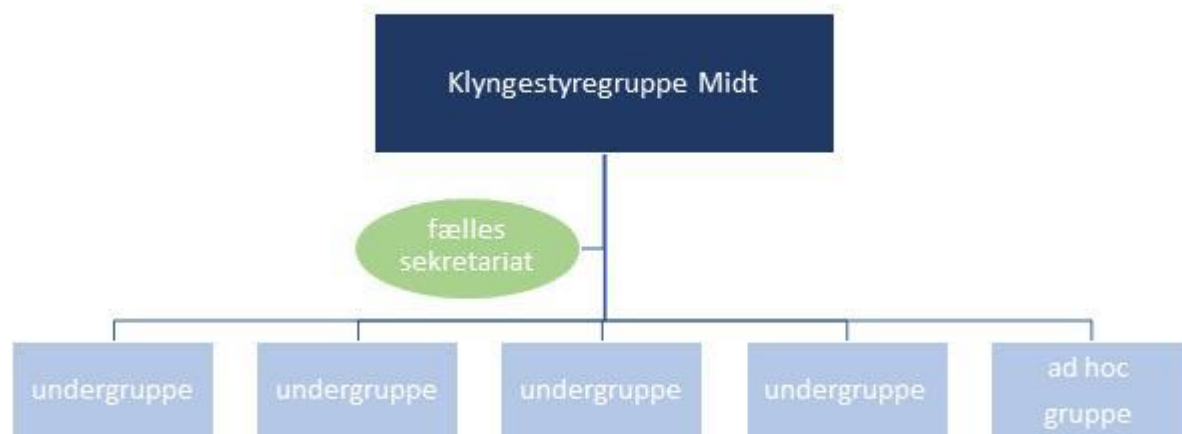 Klyngestyregruppe Midt
fælles
sekretariat
undergruppe
undergruppe
undergruppe
undergruppe
ad hoc
gruppe